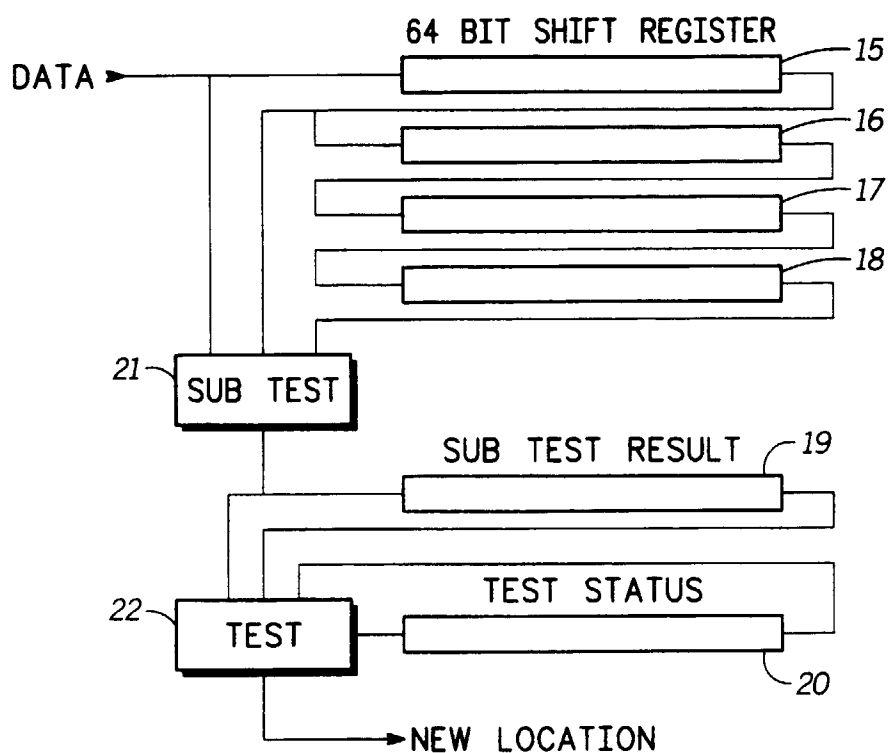 64 BIT SHIFT REGISTER
15
DATA
16
17
18
21
SUB TEST
SUB TEST RESULT
19
TEST STATUS
22
TEST
20
NEW LOCATION